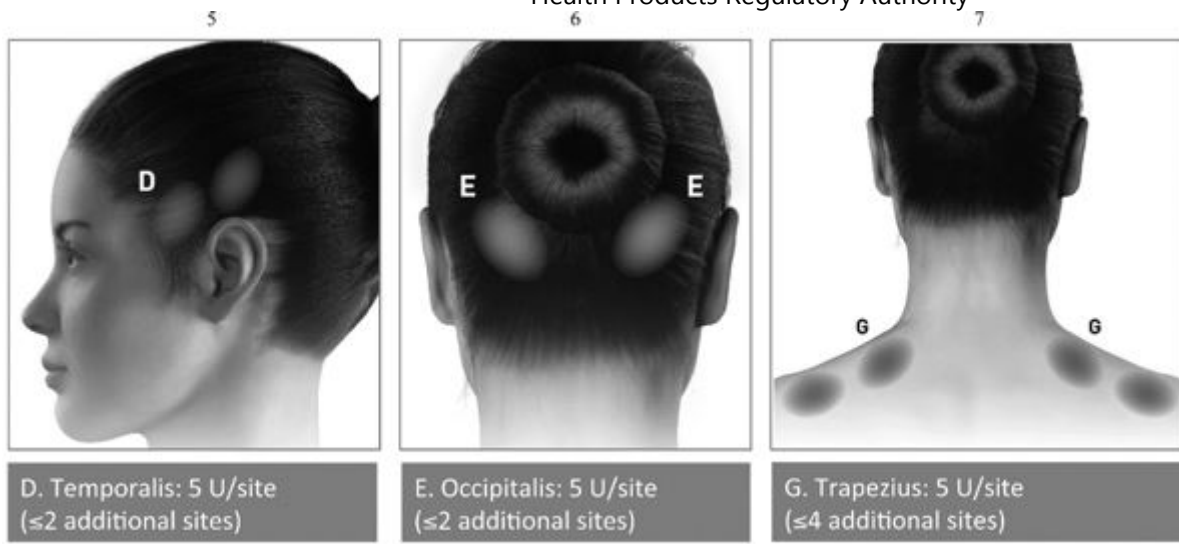 Health Products Regulatory Authority
5 6 7
D
E E
G G
D. Temporalis: 5 U/site
(≤2 additional sites)
E. Occipitalis: 5 U/site
(≤2 additional sites)
G. Trapezius: 5 U/site
(≤4 additional sites)